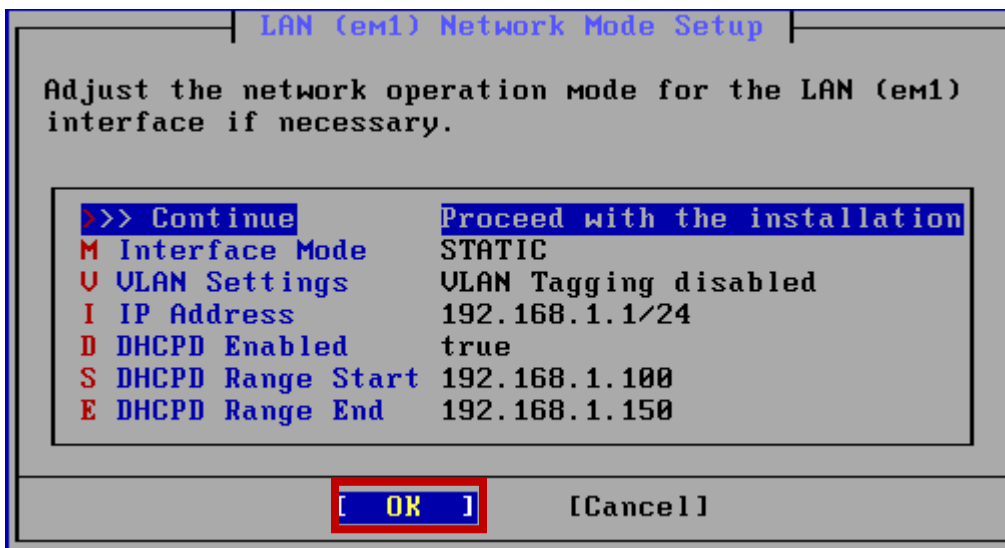 LAN (em1) Network Mode Setup
Adjust the network operation mode for the LAN (em1)
interface if necessary.
>>> Continue Proceed with the installation
M Interface Mode STATIC
V VLAN Settings VLAN Tagging disabled
I IP Address 192.168.1.1/24
D DHCPD Enabled true
S DHCPD Range Start 192.168.1.100
E DHCPD Range End 192.168.1.150
[ OK ] [Cancel]